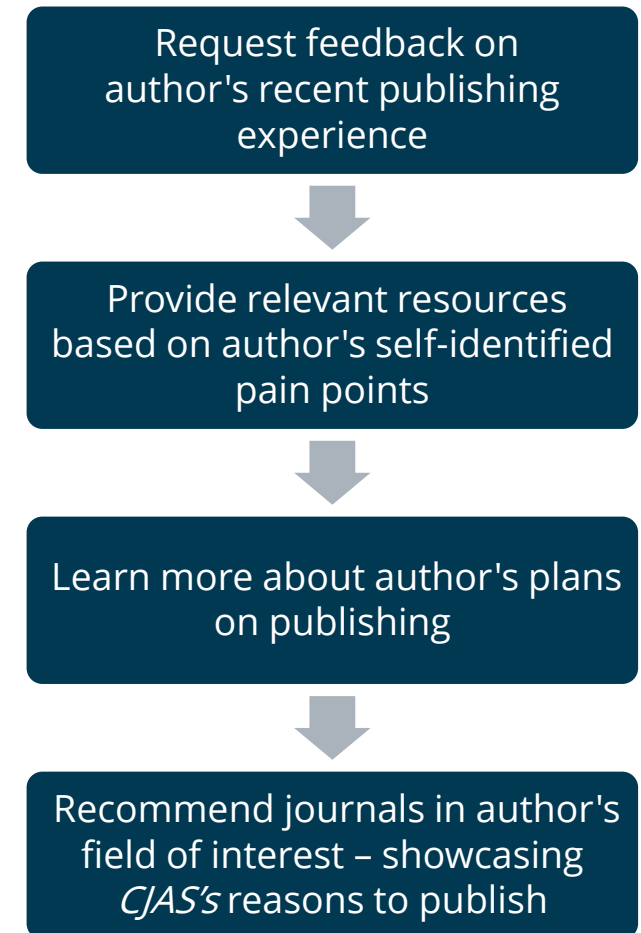 Request feedback on
author's recent publishing
experience
Provide relevant resources
based on author's self-identified
pain points
Learn more about author's plans
on publishing
Recommend journals in author's
field of interest – showcasing
CJAS's reasons to publish